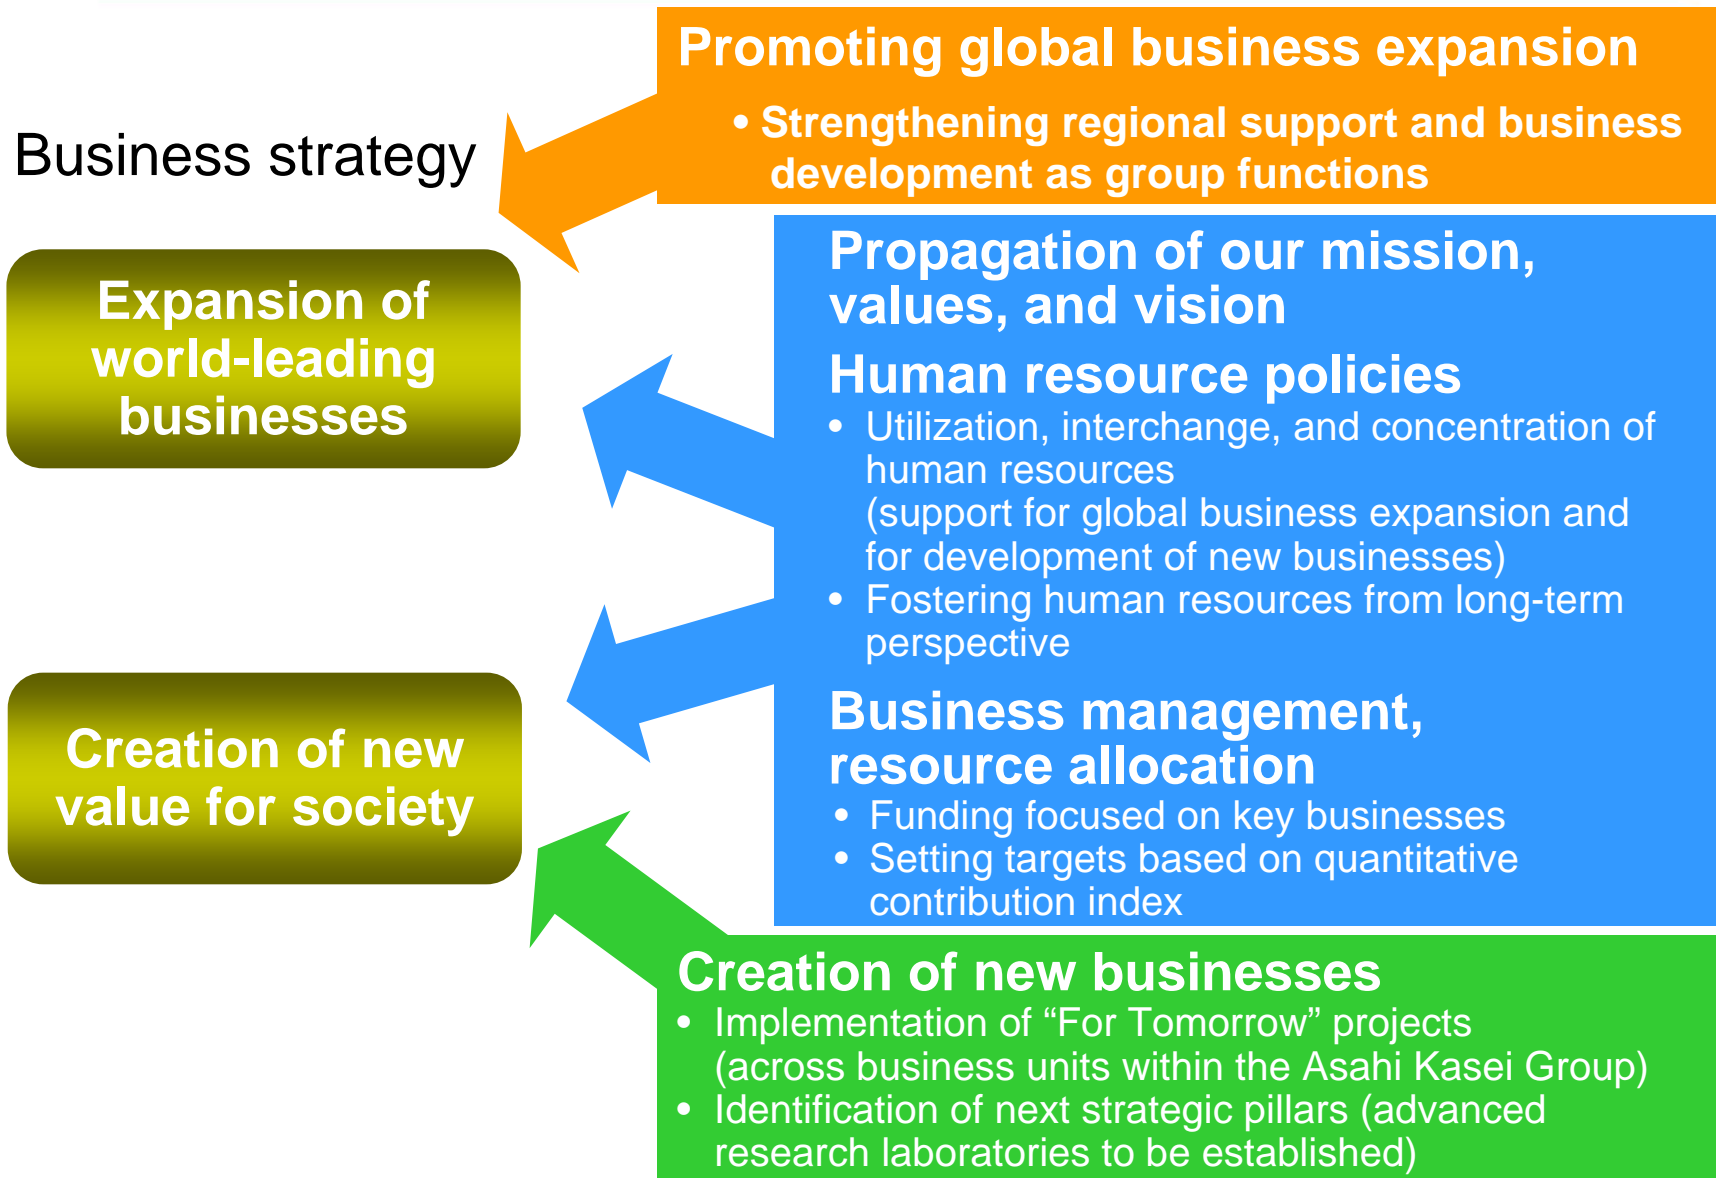 Business strategy
Expansion of
world-leading
businesses
Creation of new
value for society
Promoting global business expansion
• Strengthening regional support and business
development as group functions
Propagation of our mission,
values, and vision
Human resource policies
• Utilization, interchange, and concentration of
human resources
(support for global business expansion and
for development of new businesses)
• Fostering human resources from long-term
perspective
Business management,
resource allocation
• Funding focused on key businesses
• Setting targets based on quantitative
contribution index
Creation of new businesses
• Implementation of “For Tomorrow” projects
(across business units within the Asahi Kasei Group)
• Identification of next strategic pillars (advanced
research laboratories to be established)